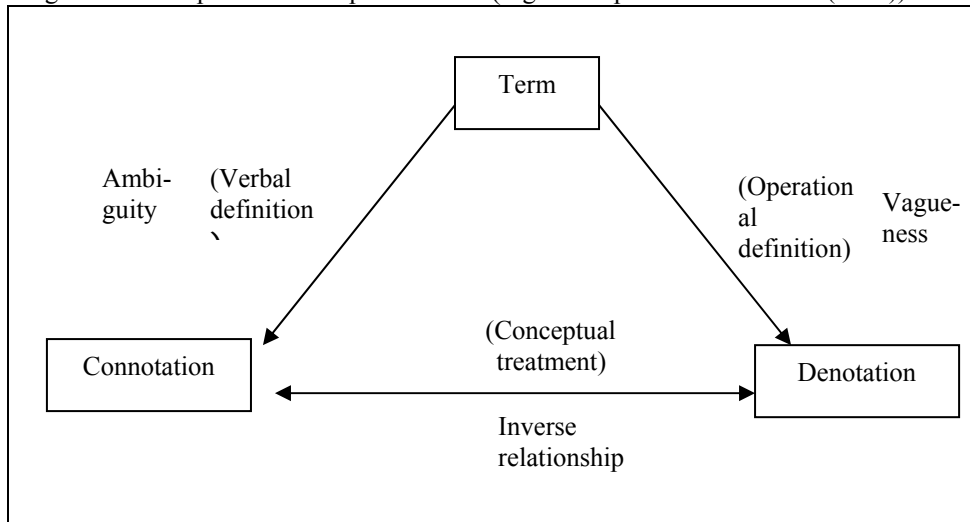 Term
Ambi-
guity
(Verbal
definition
)
(Operation
al
definition)
Vague-
ness
(Conceptual
treatment)
Connotation
Denotation
Inverse
relationship